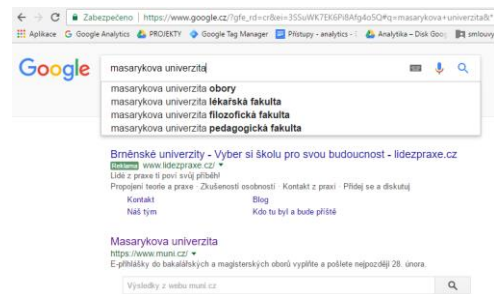 Zabezpečeno | https://www.google.cz/?gfe_rd=cr&ei=3SSuWK7EK6Pi8Afg4o5Q#q=masarykova+univerzita&*
Aplikace Google Analytics PROJEKTY Google Tag Manager Přístupy - analytics - Analytika – Disk Goo smlouvy
Google masarykova univerzita
masarykova univerzita obory
masarykova univerzita lékařská fakulta
masarykova univerzita filozofická fakulta
masarykova univerzita pedagogická fakulta
Brněnské univerzity - Vyber si školu pro svou budoucnost - lidezpraxe.cz
Reklama www.lidezpraxe.cz/
Lidé z praxe ti poví svůj příběh!
Propojení teorie a praxe · Zkušenosti osobností · Kontakt z praxí · Přidej se a diskutuj
Kontakt Blog
Náš tým Kdo tu byl a bude příště
Masarykova univerzita
https://www.muni.cz/
E-přihlášky do bakalářských a magisterských oborů vyplňte a pošlete nejpozději 28. února.
Výsledky z webu muni.cz